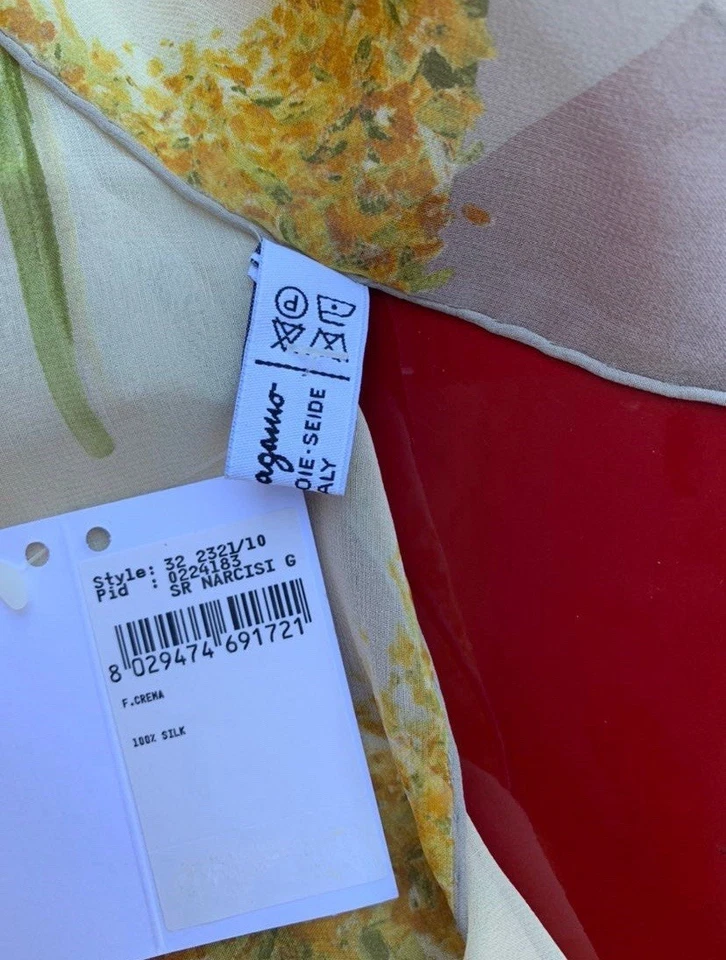 agamo
OIE·SEIDE
ALY
Style: 32 2321/10
Pid : 0224183
SR NARCISI G
8 029474 691721
F.CREMA
100% SILK